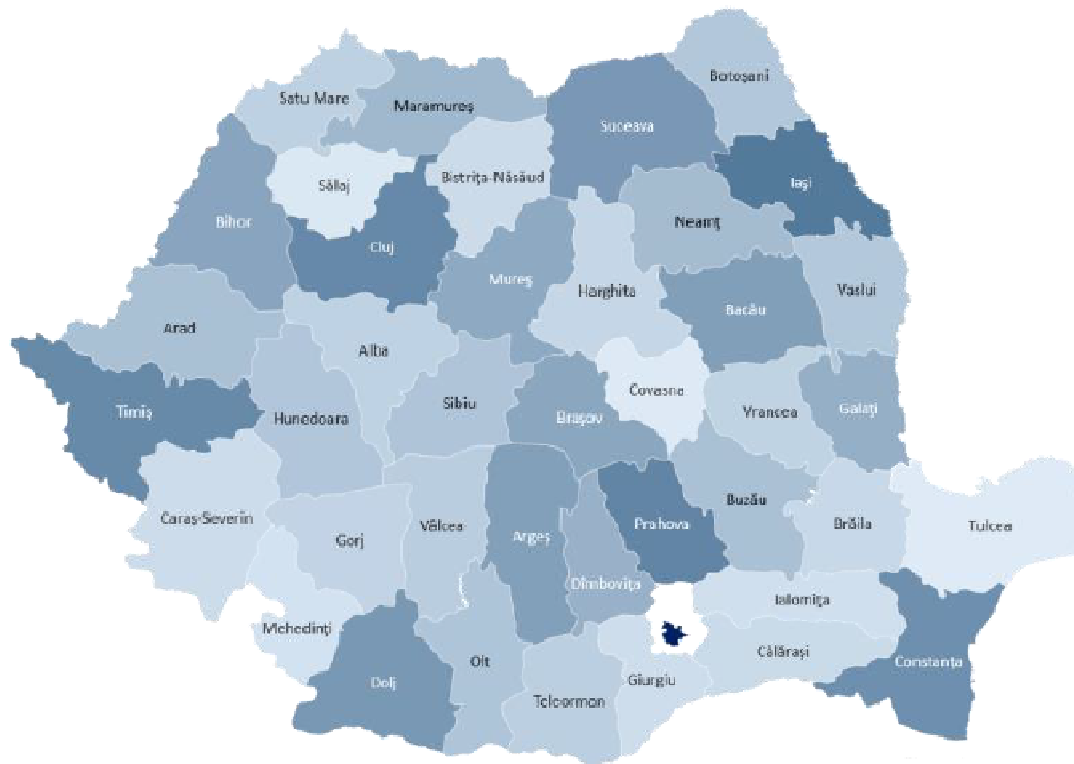 Botoșani
Satu Mare
Maramureș
Suceava
Sălaj
Bistrița-Năsăud
Iași
Bihor
Cluj
Neamț
Mureș
Harghita
Vaslui
Bacău
Arad
Alba
Covasna
Timiș
Hunedoara
Sibiu
Brașov
Vrancea
Galați
Caraș-Severin
Gorj
Vâlcea
Argeș
Prahova
Buzău
Brăila
Tulcea
Dîmbovița
Ialomița
Mehedinți
Călărași
Constanța
Olt
Dolj
Giurgiu
Teleorman